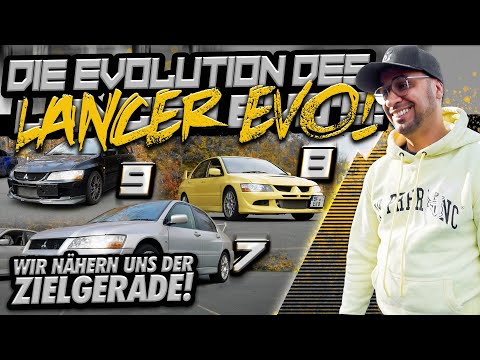 DIE EVOLUTION DES
LANCER EVO!
9
8
7
WIR NÄHERN UNS DER
ZIELGERADE!